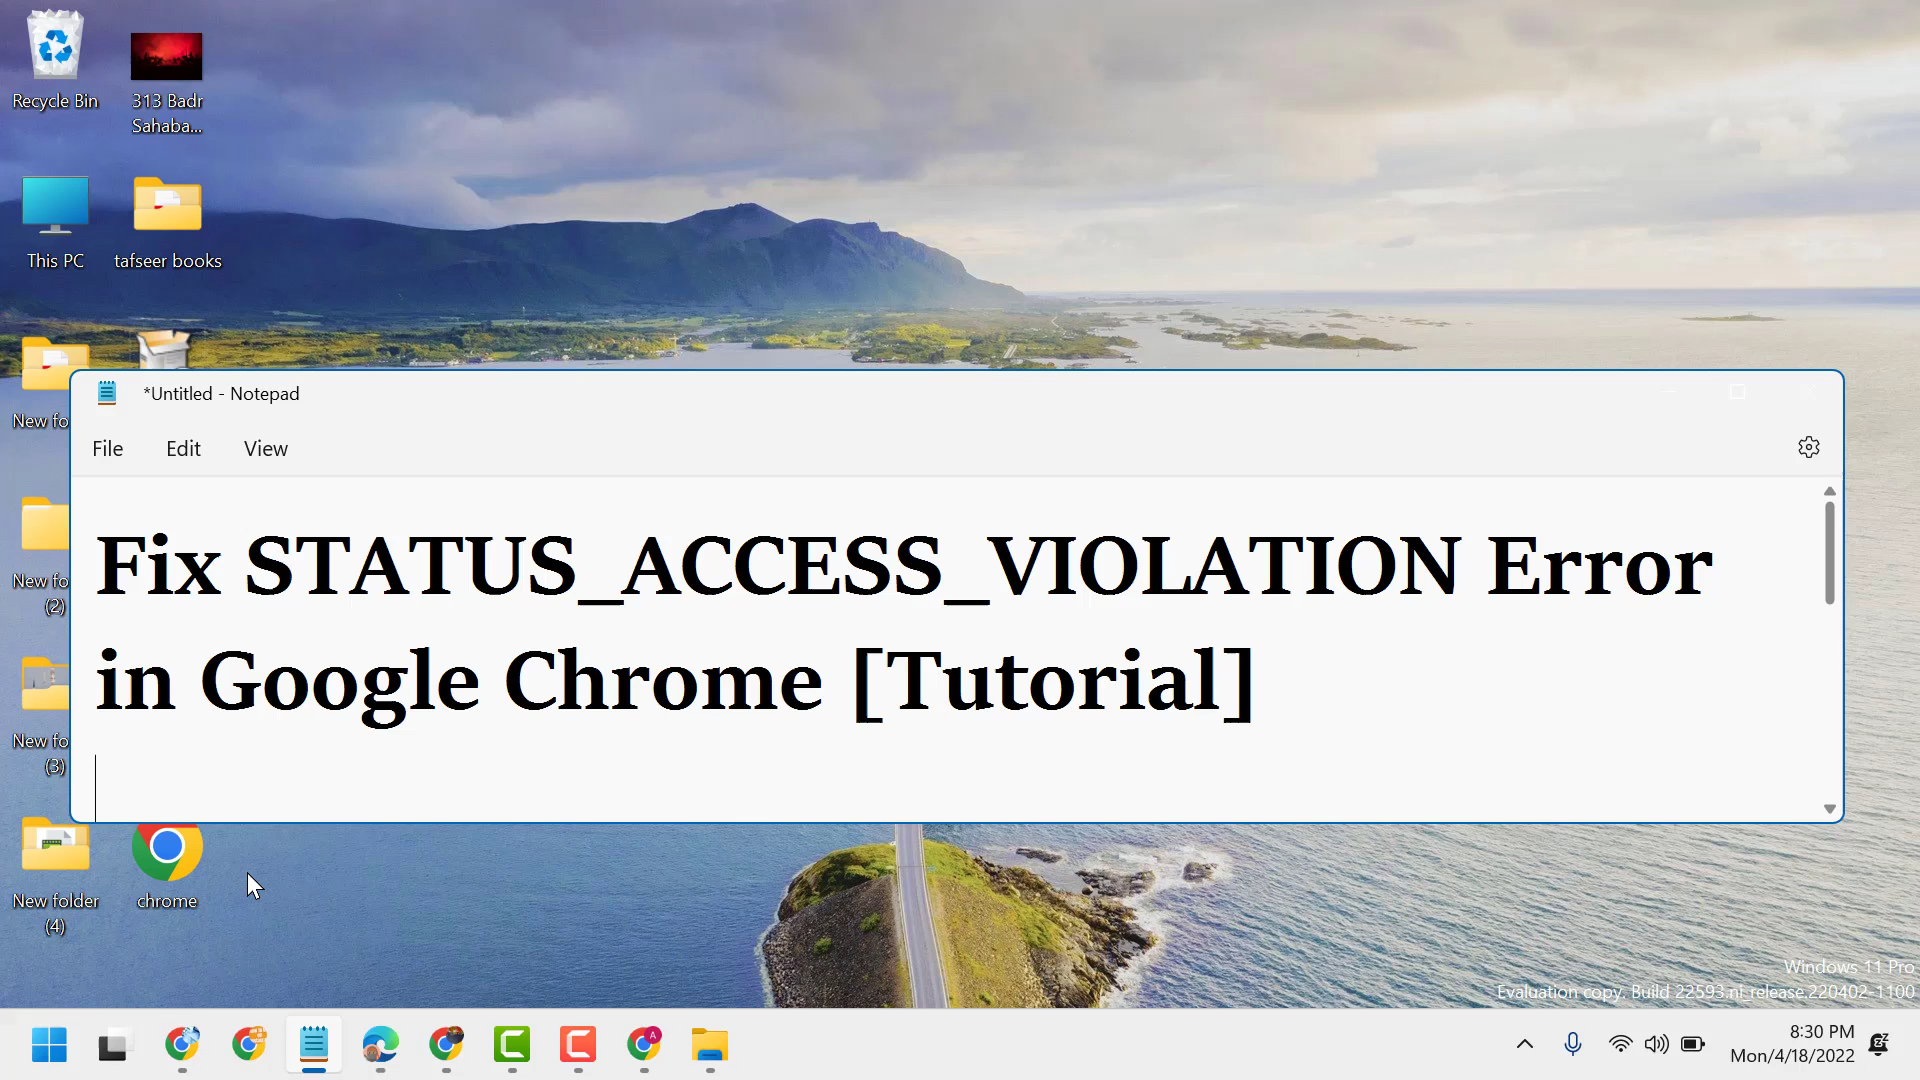 Recycle Bin
313 Badr
Sahaba...
This PC
tafseer books
New fo
New fo
(2)
New fo
(3)
New folder
(4)
chrome
*Untitled - Notepad
File Edit View
Fix STATUS_ACCESS_VIOLATION Error
in Google Chrome [Tutorial]
Windows 11 Pro
Evaluation copy. Build 22593.ni_release.220402-1100
A
8:30 PM
Mon/4/18/2022